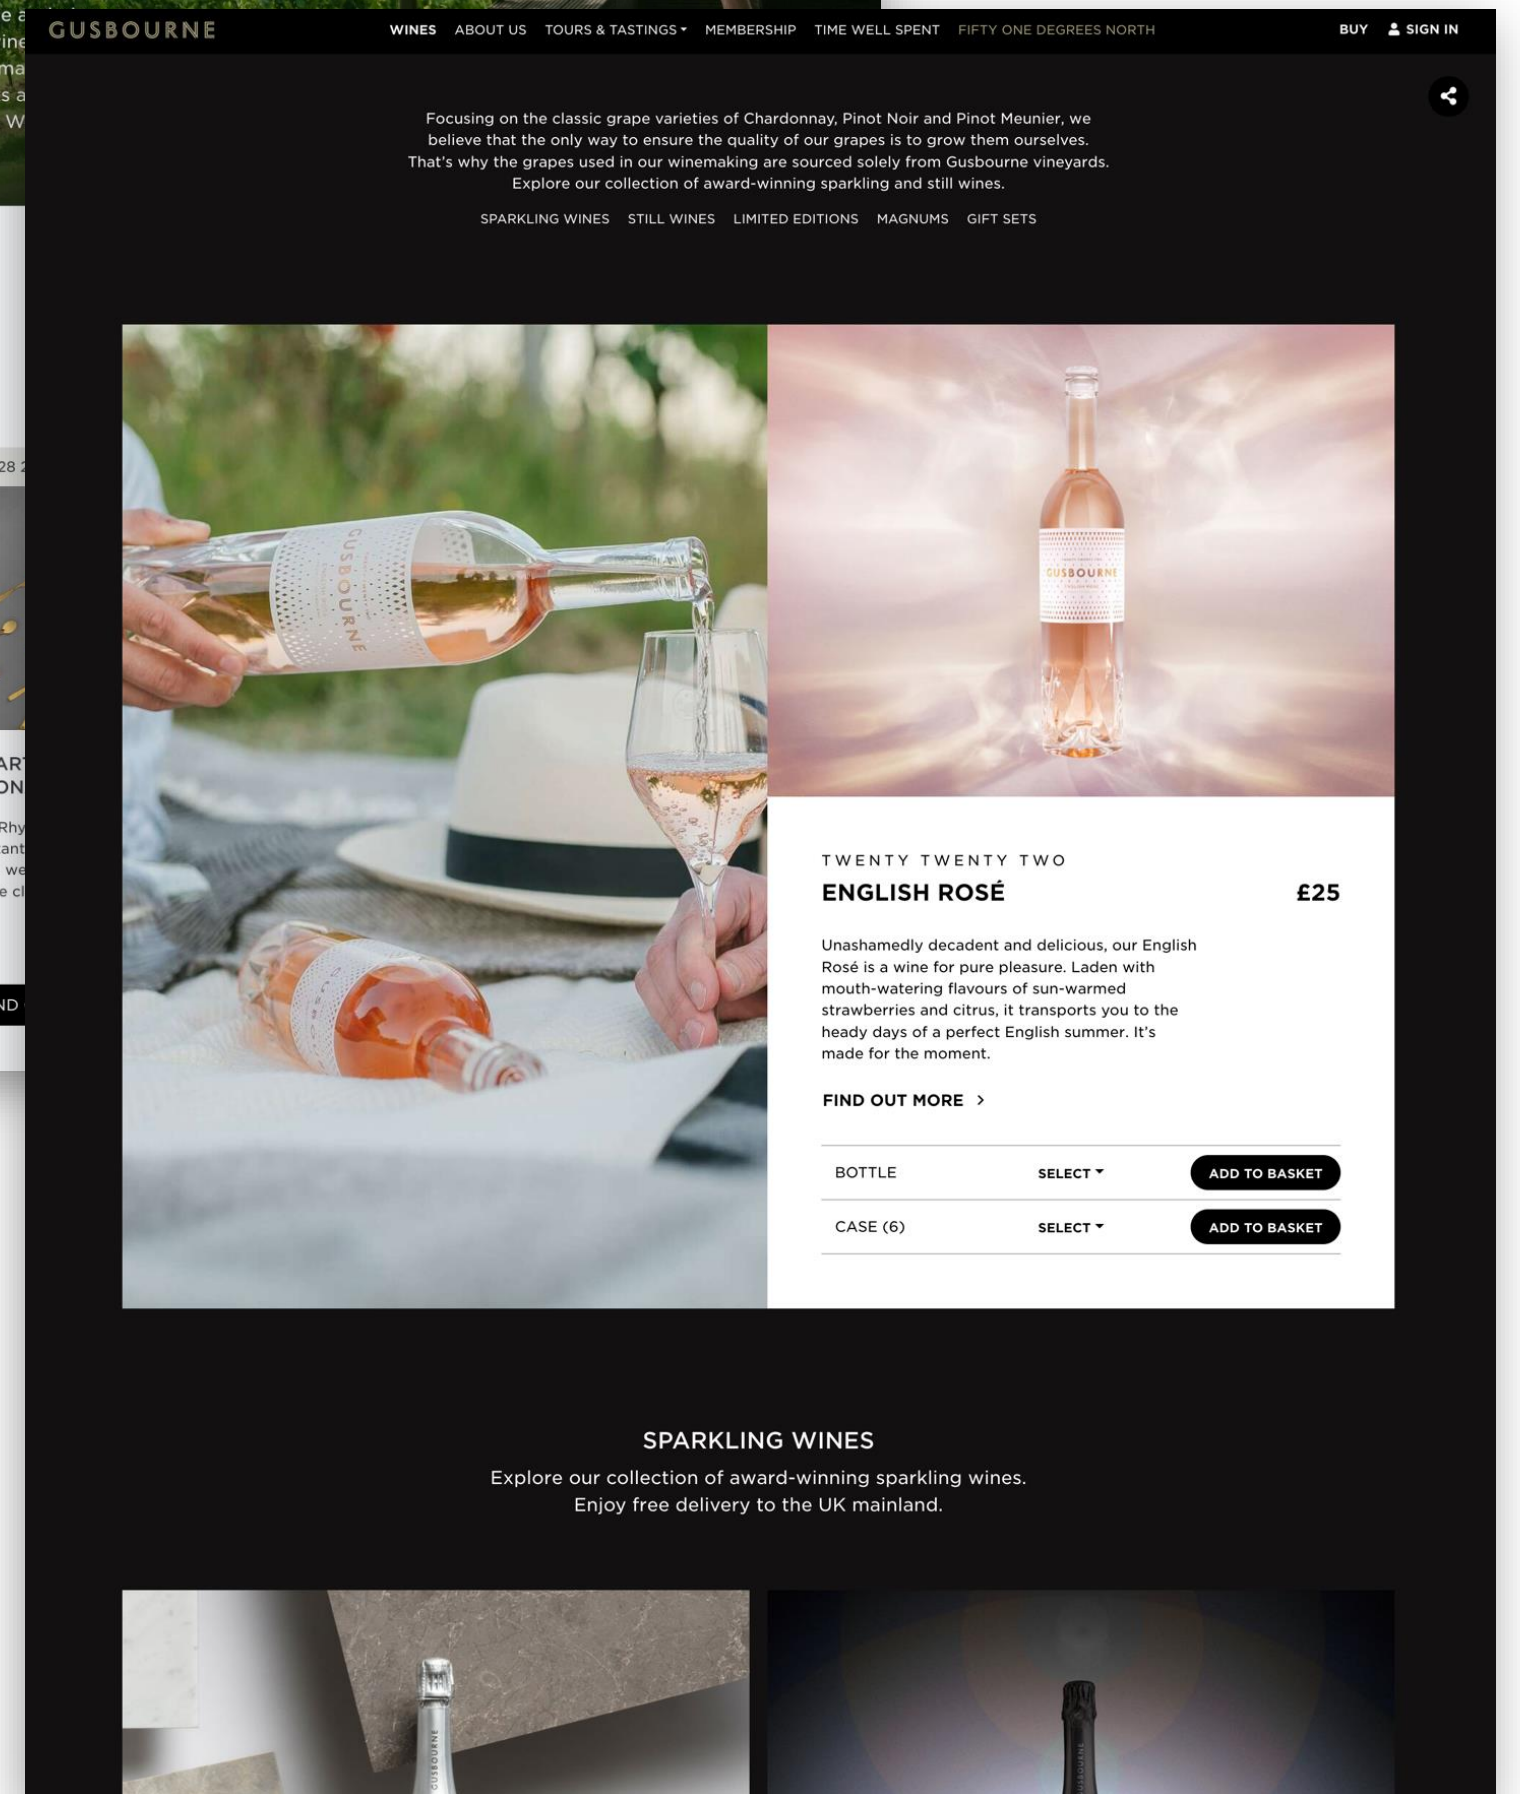 GUSBOURNE
WINES ABOUT US TOURS & TASTINGS MEMBERSHIP TIME WELL SPENT FIFTY ONE DEGREES NORTH
BUY SIGN IN
Focusing on the classic grape varieties of Chardonnay, Pinot Noir and Pinot Meunier, we
believe that the only way to ensure the quality of our grapes is to grow them ourselves.
That's why the grapes used in our winemaking are sourced solely from Gusbourne vineyards.
Explore our collection of award-winning sparkling and still wines.
SPARKLING WINES STILL WINES LIMITED EDITIONS MAGNUMS GIFT SETS
GUSBOURNE
GUSBOURNE
GUSBO
TWENTY TWENTY TWO
ENGLISH ROSÉ £25
Unashamedly decadent and delicious, our English
Rosé is a wine for pure pleasure. Laden with
mouth-watering flavours of sun-warmed
strawberries and citrus, it transports you to the
heady days of a perfect English summer. It's
made for the moment.
FIND OUT MORE >
BOTTLE SELECT ADD TO BASKET
CASE (6) SELECT ADD TO BASKET
SPARKLING WINES
Explore our collection of award-winning sparkling wines.
Enjoy free delivery to the UK mainland.
GUSBOURNE
GUSBOURNE